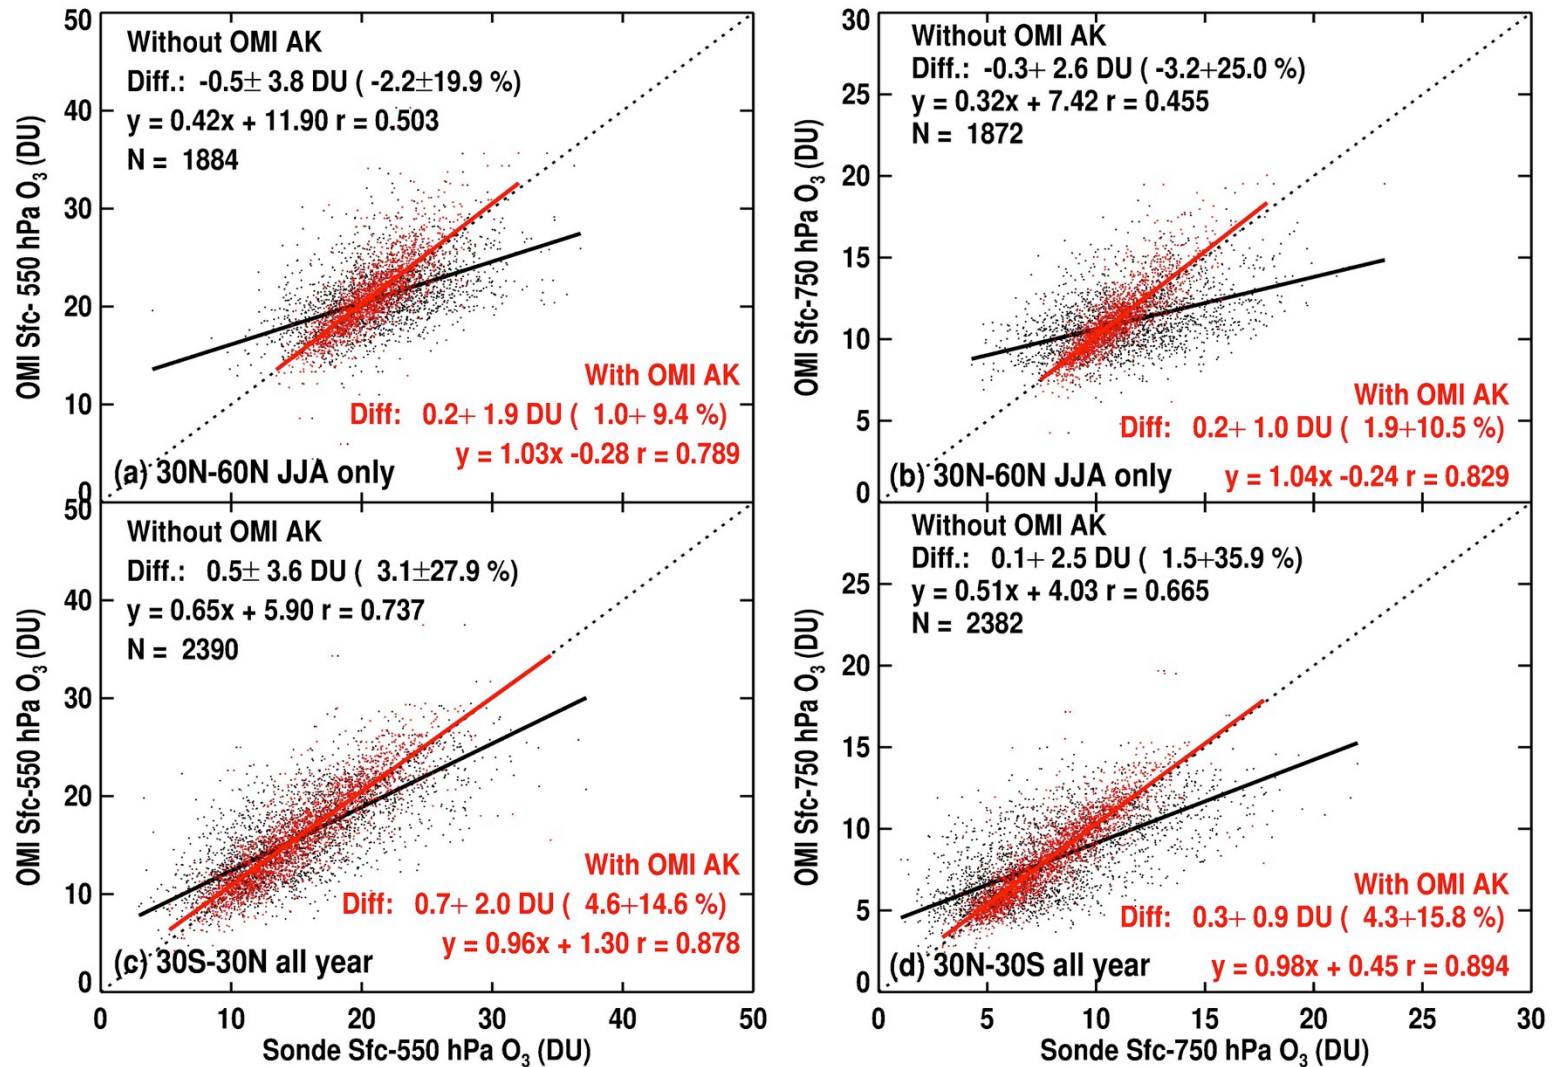 50
40
30
20
10
0
OMI Sfc- 550 hPa O3 (DU)
Without OMI AK
Diff.: -0.5± 3.8 DU ( -2.2±19.9 %)
y = 0.42x + 11.90 r = 0.503
N = 1884
With OMI AK
Diff: 0.2+ 1.9 DU ( 1.0+ 9.4 %)
y = 1.03x -0.28 r = 0.789
(a) 30N-60N JJA only
30
25
20
15
10
5
0
OMI Sfc-750 hPa O3 (DU)
Without OMI AK
Diff.: -0.3+ 2.6 DU ( -3.2+25.0 %)
y = 0.32x + 7.42 r = 0.455
N = 1872
With OMI AK
Diff: 0.2+ 1.0 DU ( 1.9+10.5 %)
y = 1.04x -0.24 r = 0.829
(b) 30N-60N JJA only
50
40
30
20
10
0
OMI Sfc-550 hPa O3 (DU)
Without OMI AK
Diff.: 0.5± 3.6 DU ( 3.1±27.9 %)
y = 0.65x + 5.90 r = 0.737
N = 2390
With OMI AK
Diff: 0.7+ 2.0 DU ( 4.6+14.6 %)
y = 0.96x + 1.30 r = 0.878
(c) 30S-30N all year
0 10 20 30 40 50
Sonde Sfc-550 hPa O3 (DU)
25
20
15
10
5
0
OMI Sfc-750 hPa O3 (DU)
Without OMI AK
Diff.: 0.1+ 2.5 DU ( 1.5+35.9 %)
y = 0.51x + 4.03 r = 0.665
N = 2382
With OMI AK
Diff: 0.3+ 0.9 DU ( 4.3+15.8 %)
y = 0.98x + 0.45 r = 0.894
(d) 30N-30S all year
0 5 10 15 20 25 30
Sonde Sfc-750 hPa O3 (DU)